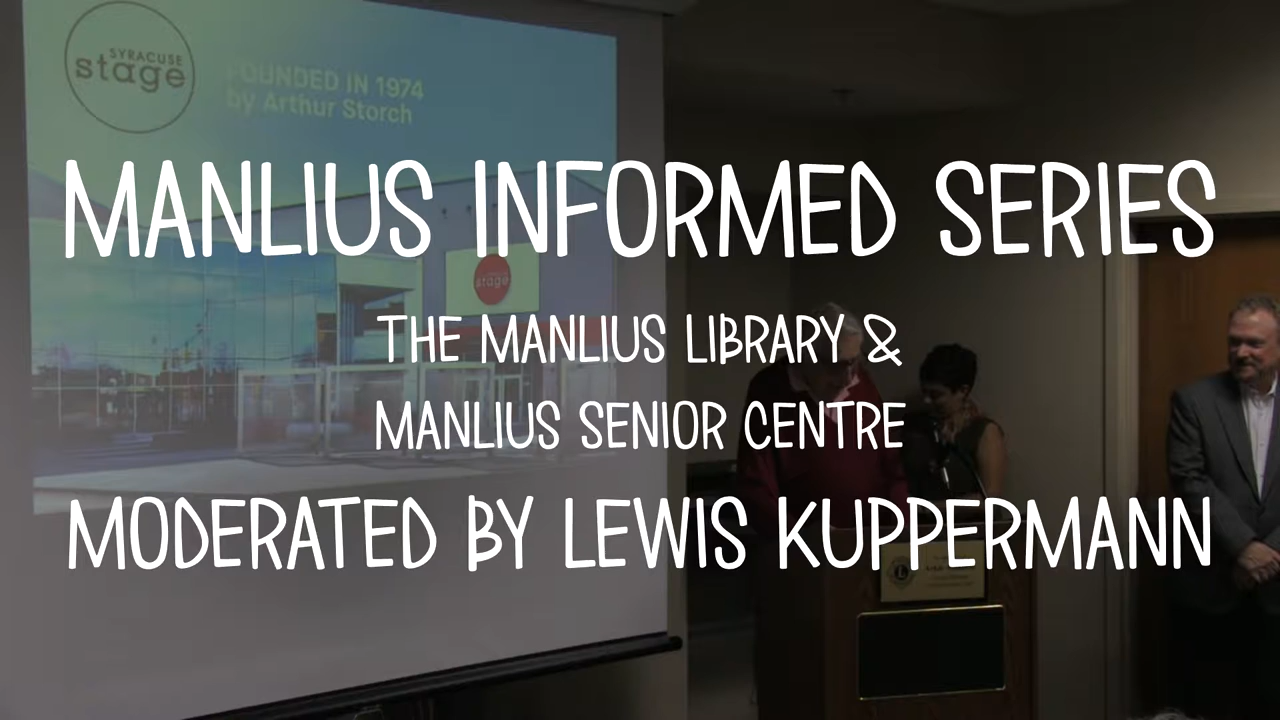 SYRACUSE
stage
FOUNDED IN 1974
by Arthur Storch
MANLIUS INFORMED SERIES
stage
THE MANLIUS LIBRARY &
MANLIUS SENIOR CENTRE
MODERATED BY LEWIS KUPPERMANN